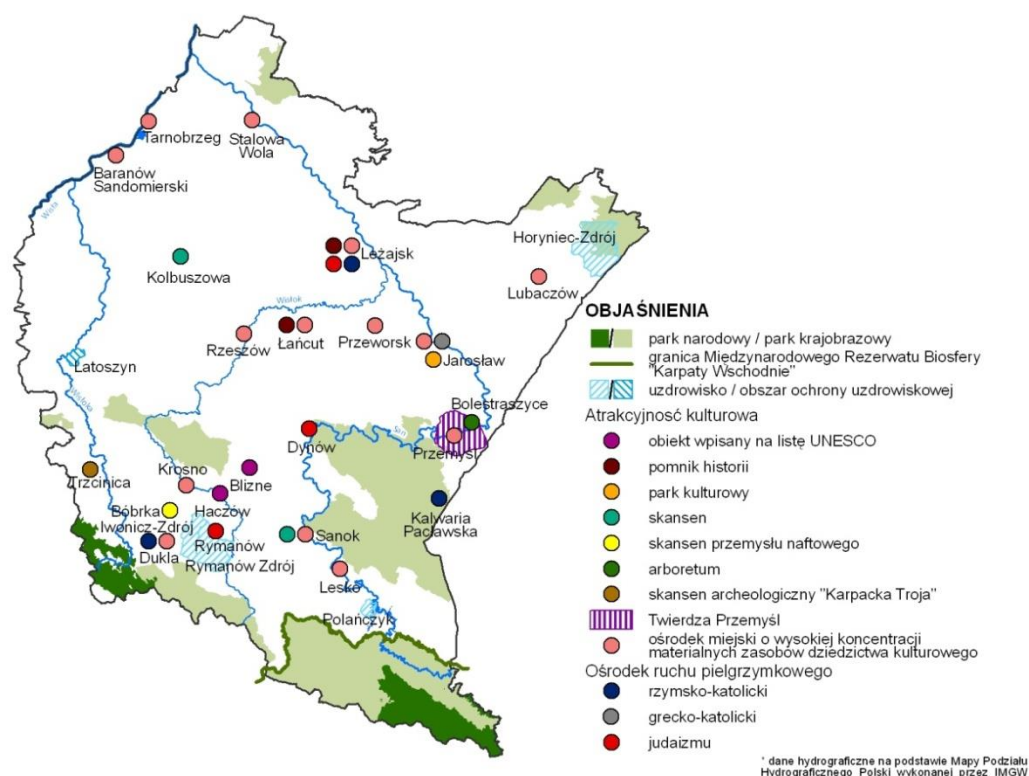 Tarnobrzeg
Stalowa
Wola
Baranów
Sandomierski
Wisła
Horyniec-Zdrój
Kolbuszowa
Leżajsk
Lubaczów
Wisłok
Rzeszów
Łańcut
Przeworsk
Jarosław
Latoszyn
Wisłoka
Bolestraszyce
Dynów
San
Przemyśl
Trzcinica
Krosno
Blizne
Haczów
Bóbrka
Iwonicz-Zdrój
Dukla
Rymanów
Rymanów Zdrój
Sanok
Kalwaria
Pacławska
Lesko
Polańczyk
OBJAŚNIENIA
park narodowy / park krajobrazowy
granica Międzynarodowego Rezerwatu Biosfery
"Karpaty Wschodnie"
uzdrowisko / obszar ochrony uzdrowiskowej
Atrakcyjnosć kulturowa
obiekt wpisany na listę UNESCO
pomnik historii
park kulturowy
skansen
skansen przemysłu naftowego
arboretum
skansen archeologiczny "Karpacka Troja"
Twierdza Przemyśl
ośrodek miejski o wysokiej koncentracji
materialnych zasobów dziedzictwa kulturowego
Ośrodek ruchu pielgrzymkowego
rzymsko-katolicki
grecko-katolicki
judaizmu
* dane hydrograficzne na podstawie Mapy Podziału
Hydrograficznego Polski wykonanej przez IMGW